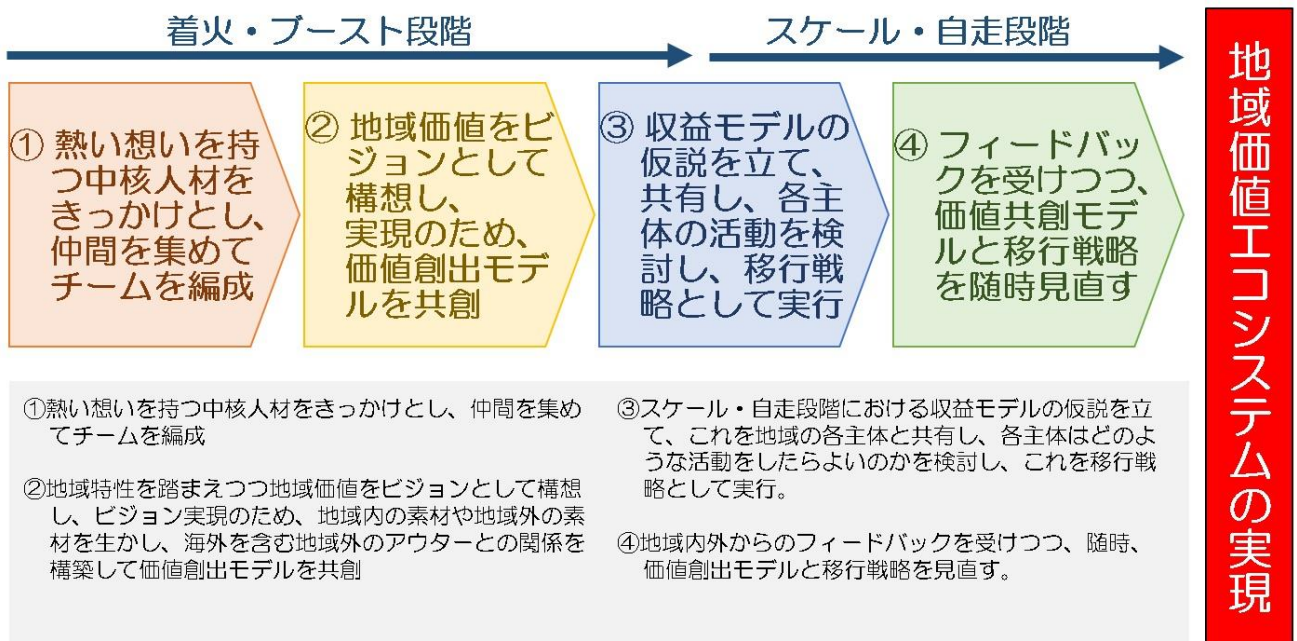 着火・ブースト段階
スケール・自走段階
① 熱い想いを持
つ中核人材を
きっかけとし、
仲間を集めて
チームを編成
② 地域価値をビ
ジョンとして
構想し、
実現のため、
価値創出モデ
ルを共創
③ 収益モデルの
仮説を立て、
共有し、各主
体の活動を検
討し、移行戦
略として実行
④ フィードバッ
クを受けつつ、
価値共創モデ
ルと移行戦略
を随時見直す
地域価値エコシステムの実現
①熱い想いを持つ中核人材をきっかけとし、仲間を集め
てチームを編成
②地域特性を踏まえつつ地域価値をビジョンとして構想
し、ビジョン実現のため、地域内の素材や地域外の素
材を生かし、海外を含む地域外のアウターとの関係を
構築して価値創出モデルを共創
③スケール・自走段階における収益モデルの仮説を立
て、これを地域の各主体と共有し、各主体はどのよ
うな活動をしたらよいのかを検討し、これを移行戦
略として実行。
④地域内外からのフィードバックを受けつつ、随時、
価値創出モデルと移行戦略を見直す。